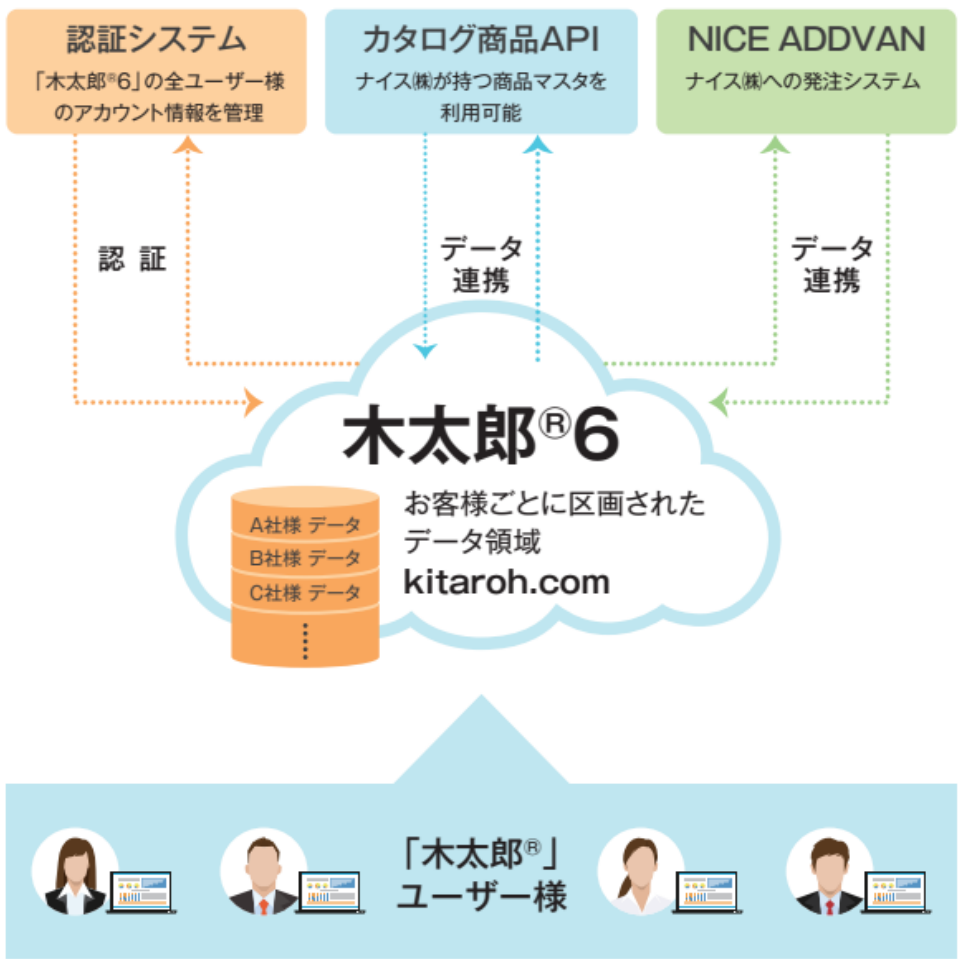 認証システム
「木太郎®6」の全ユーザー様
のアカウント情報を管理
カタログ商品API
ナイス㈱が持つ商品マスタを
利用可能
NICE ADDVAN
ナイス㈱への発注システム
認 証
データ
連携
データ
連携
木太郎®6
お客様ごとに区画された
データ領域
kitaroh.com
A社様 データ
B社様 データ
C社様 データ
「木太郎®」
ユーザー様